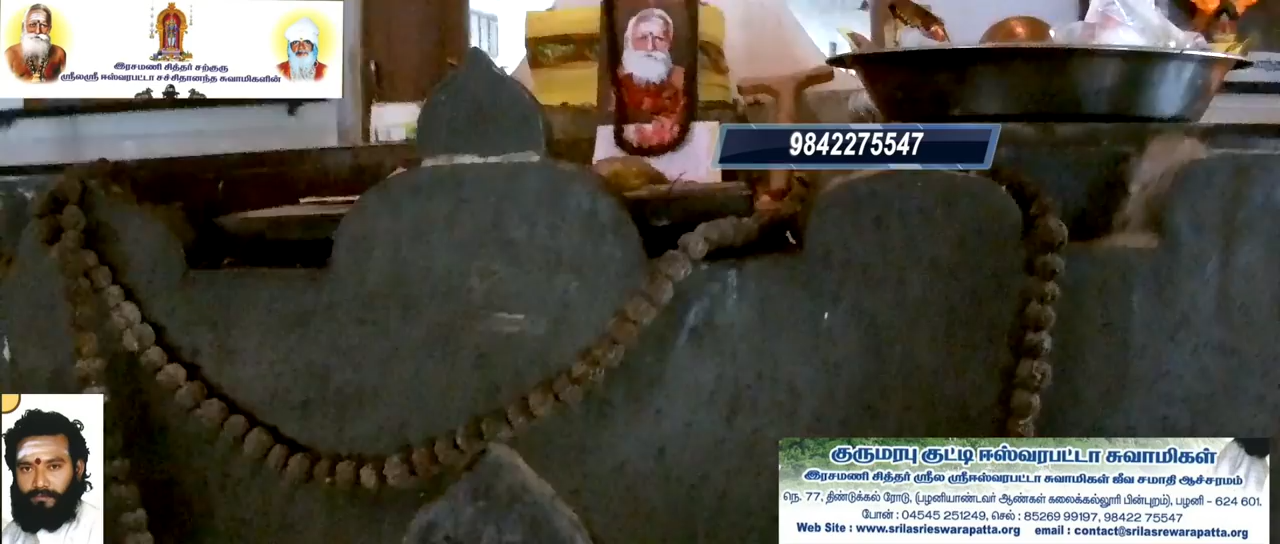 இரசமணி சித்தர் சற்குரு
ஸ்ரீலஸ்ரீ ஈஸ்வரபட்டா சச்சிதானந்த சுவாமிகளின்
9842275547
குருமரபு குட்டி ஈஸ்வரபட்டா சுவாமிகள்
இரசமணி சித்தர் ஸ்ரீல ஸ்ரீஈஸ்வரபட்டா சுவாமிகள் ஜீவ சமாதி ஆச்சரமம்
நெ. 77, திண்டுக்கல் ரோடு, (பழனியாண்டவர் ஆண்கள் கலைக்கல்லூரி பின்புறம்), பழனி - 624 601.
போன் : 04545 251249, செல் : 85269 99197, 98422 75547
Web Site : www.srilasrieswarapatta.org email : contact@srilasrewarapatta.org